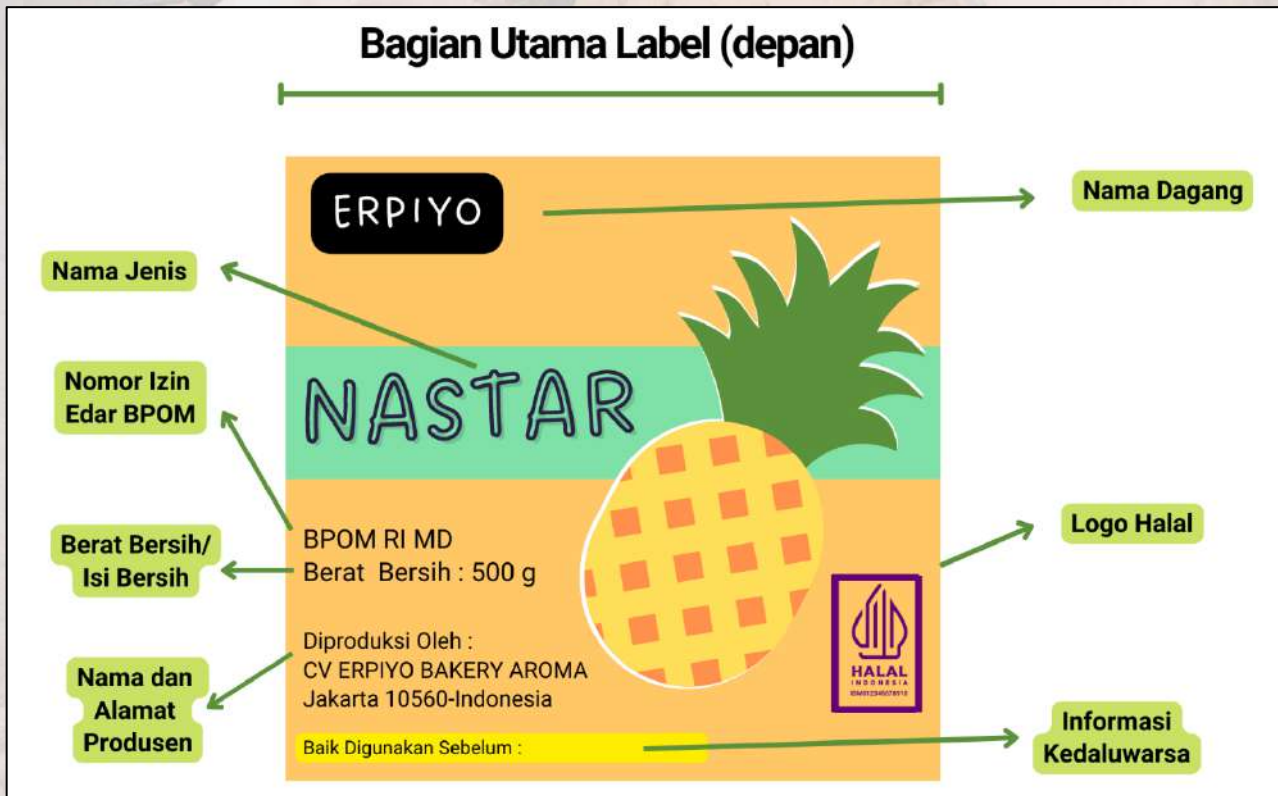 Bagian Utama Label (depan)
ERPIYO
Nama Dagang
Nama Jenis
NASTAR
Nomor Izin
Edar BPOM
BPOM RI MD
Berat Bersih : 500 g
Berat Bersih/
Isi Bersih
Logo Halal
HALAL
INDONESIA
Diproduksi Oleh :
CV ERPIYO BAKERY AROMA
Jakarta 10560-Indonesia
Nama dan
Alamat
Produsen
Baik Digunakan Sebelum :
Informasi
Kedaluwarsa